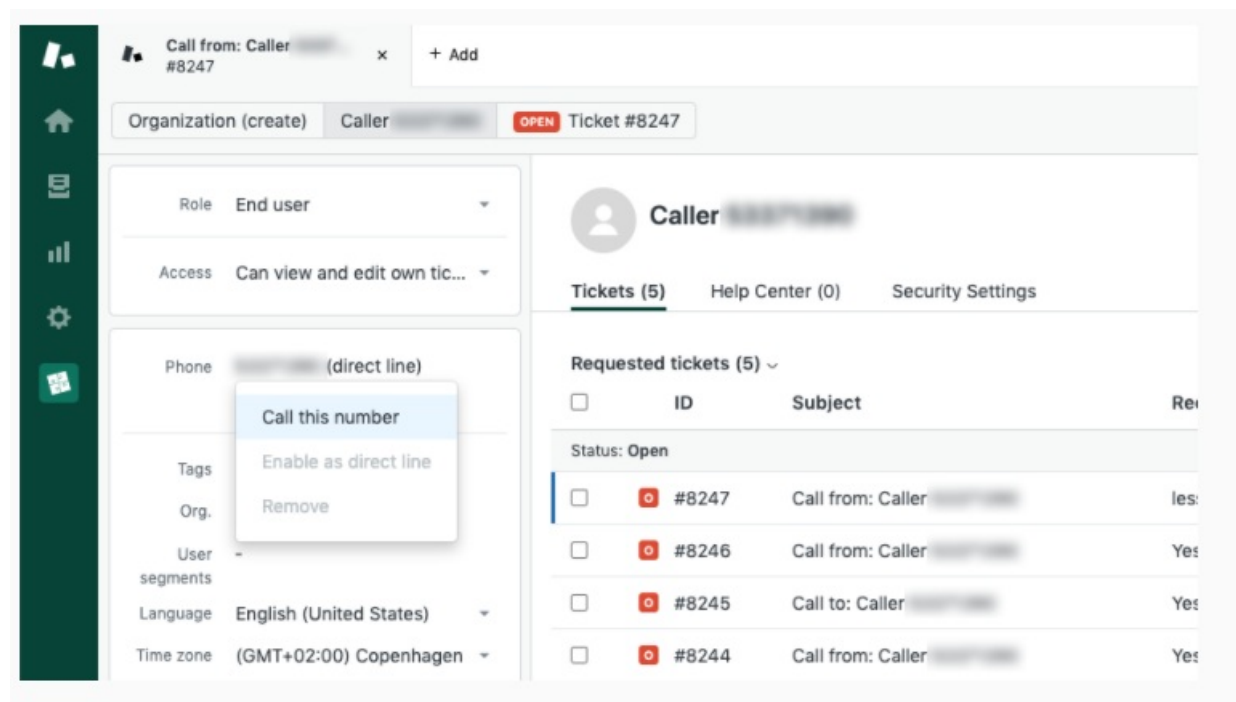 Call from: Caller
#8247
× + Add
Organization (create) Caller OPEN Ticket #8247
Role End user
Access Can view and edit own tic...
Phone (direct line)
Call this number
Enable as direct line
Remove
Tags
Org.
User segments -
Language English (United States)
Time zone (GMT+02:00) Copenhagen
Caller
Tickets (5) Help Center (0) Security Settings
Requested tickets (5)
ID Subject
Status: Open
#8247 Call from: Caller
#8246 Call from: Caller
#8245 Call to: Caller
#8244 Call from: Caller